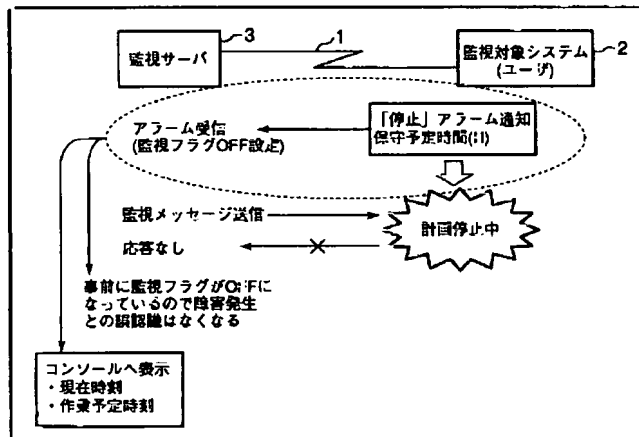 3
1
2
監視サーバ
監視対象システム
(ユーザ)
アラーム受信
(監視フラグOFF設定)
「停止」アラーム通知
保守予定時間(H)
監視メッセージ送信
計画停止中
応答なし
事前に監視フラグがOFFに
なっているので障害発生
との誤認識はなくなる
コンソールへ表示
・現在時刻
・作業予定時刻